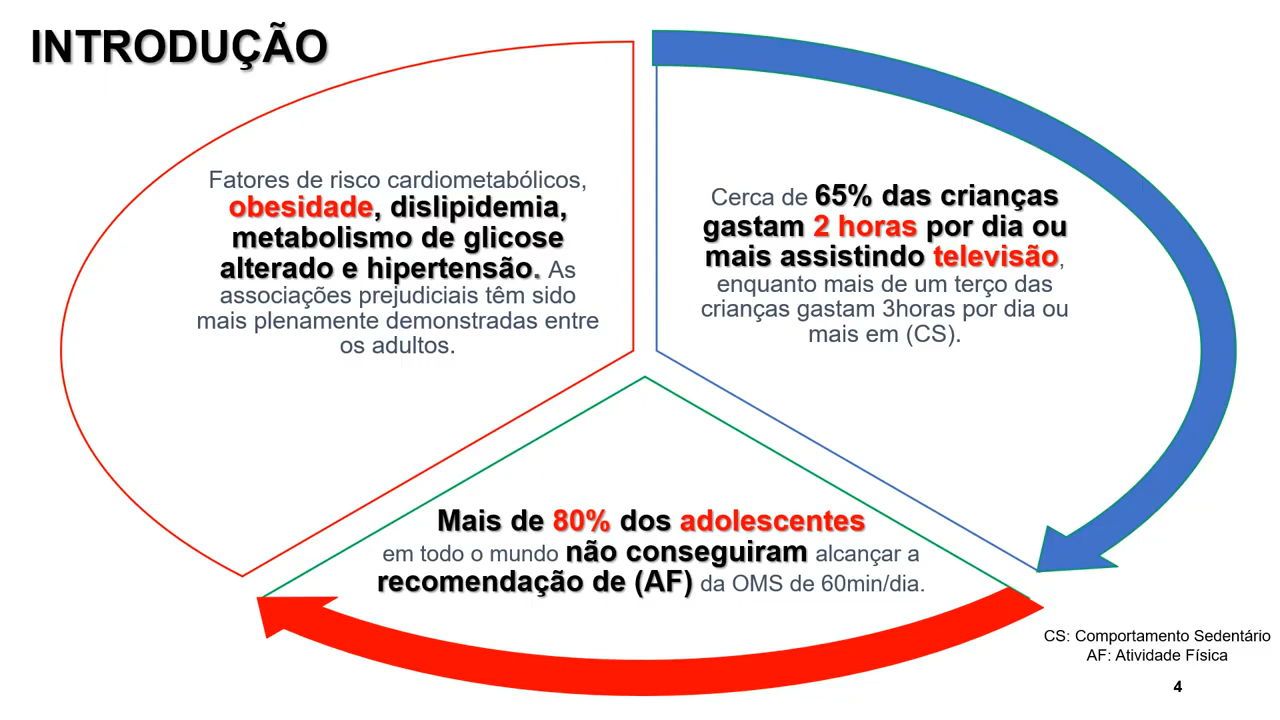 INTRODUÇÃO
Fatores de risco cardiometabólicos,
obesidade, dislipidemia,
metabolismo de glicose
alterado e hipertensão. As
associações prejudiciais têm sido
mais plenamente demonstradas entre
os adultos.
Cerca de 65% das crianças
gastam 2 horas por dia ou
mais assistindo televisão,
enquanto mais de um terço das
crianças gastam 3horas por dia ou
mais em (CS).
Mais de 80% dos adolescentes
em todo o mundo não conseguiram alcançar a
recomendação de (AF) da OMS de 60min/dia.
CS: Comportamento Sedentário
AF: Atividade Física
4